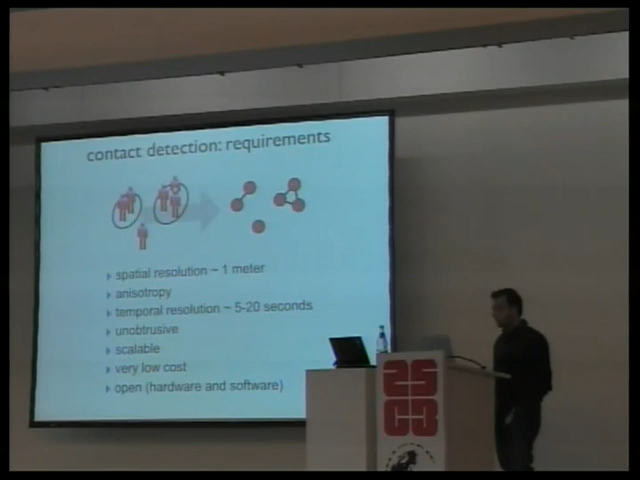 contact detection: requirements
spatial resolution ~ 1 meter
anisotropy
temporal resolution ~ 5-20 seconds
unobtrusive
scalable
very low cost
open (hardware and software)
25
C3